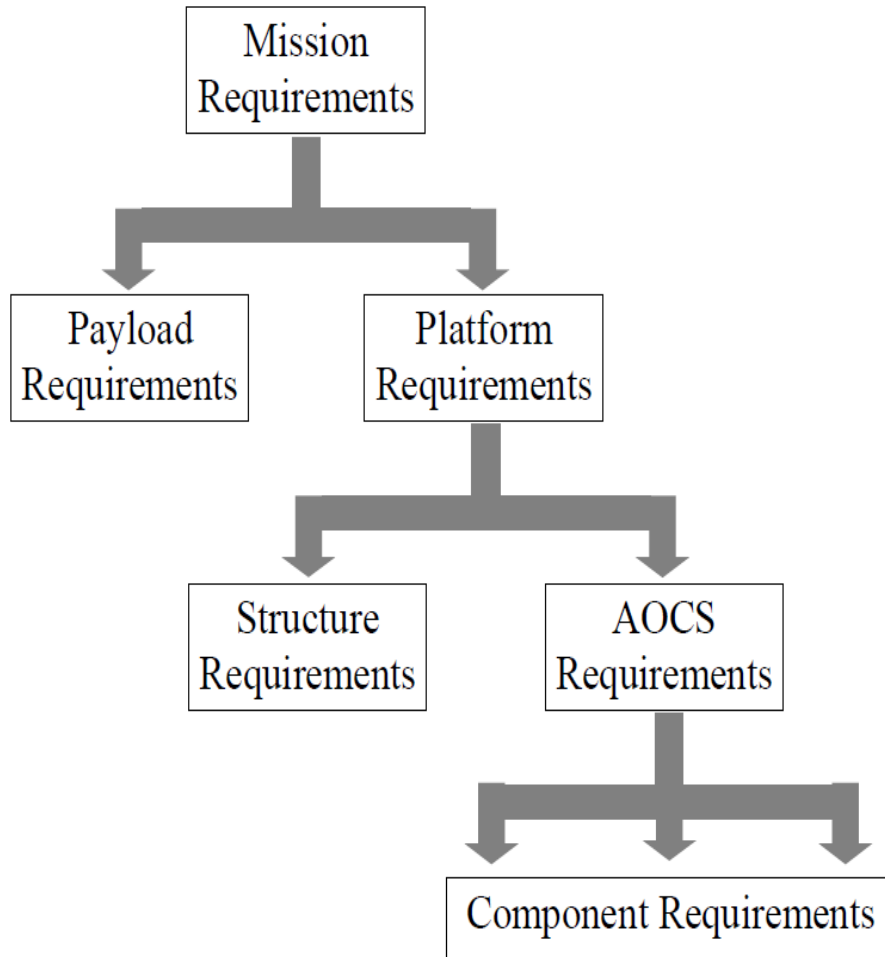 Mission
Requirements
Payload
Requirements
Platform
Requirements
Structure
Requirements
AOCS
Requirements
Component Requirements